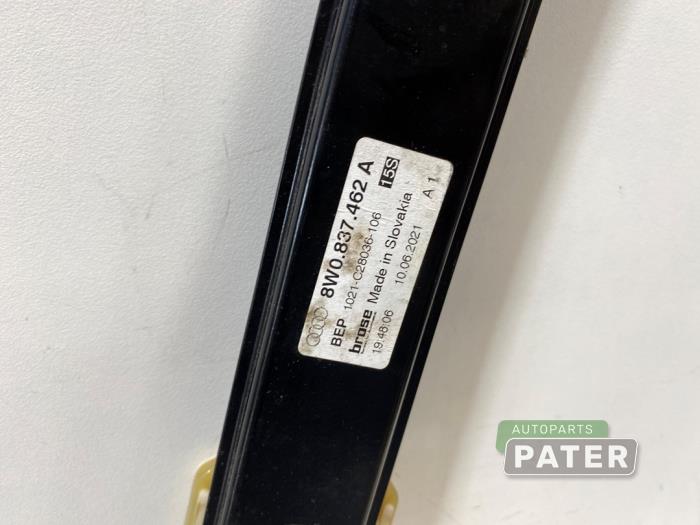 8W0.837.462 A
BEP 1021-C28036-106 15S
brose Made in Slovakia
19:48:06 10.06.2021 A 1
AUTOPARTS
PATER